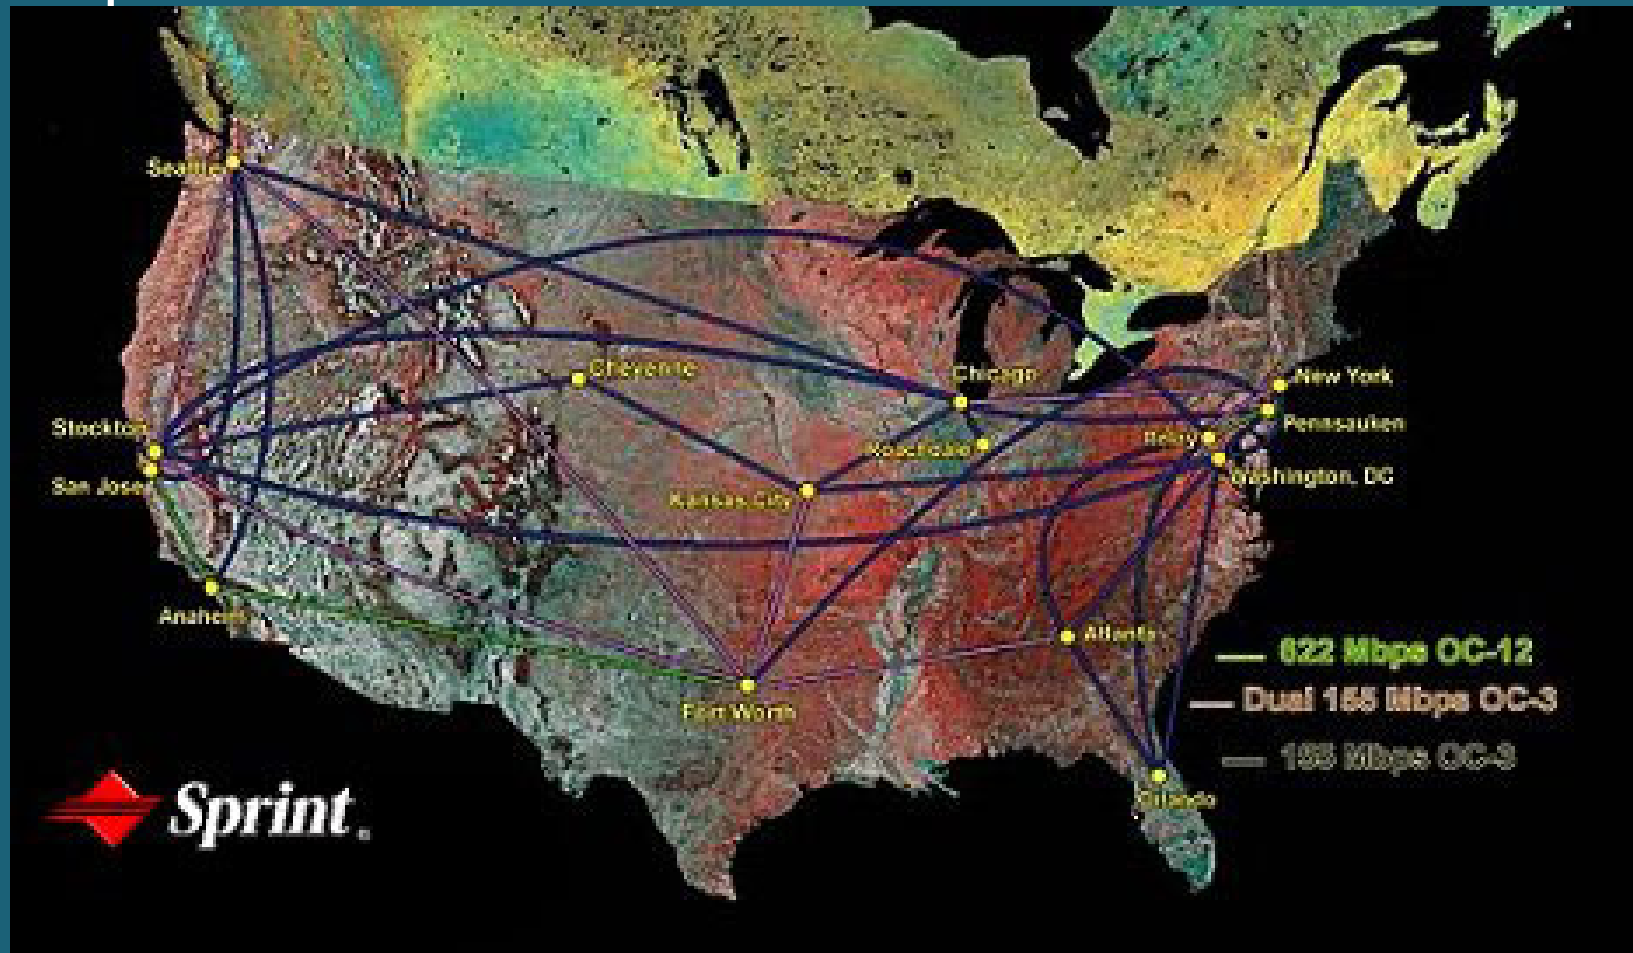 Seattle
Cheyenne
Chicago
New York
Stockton
Pennsauken
Relay
Roachdale
San Jose
Washington, DC
Kansas City
Anaheim
Atlanta
622 Mbps OC-12
Dual 155 Mbps OC-3
Fort Worth
155 Mbps OC-3
Orlando
Sprint